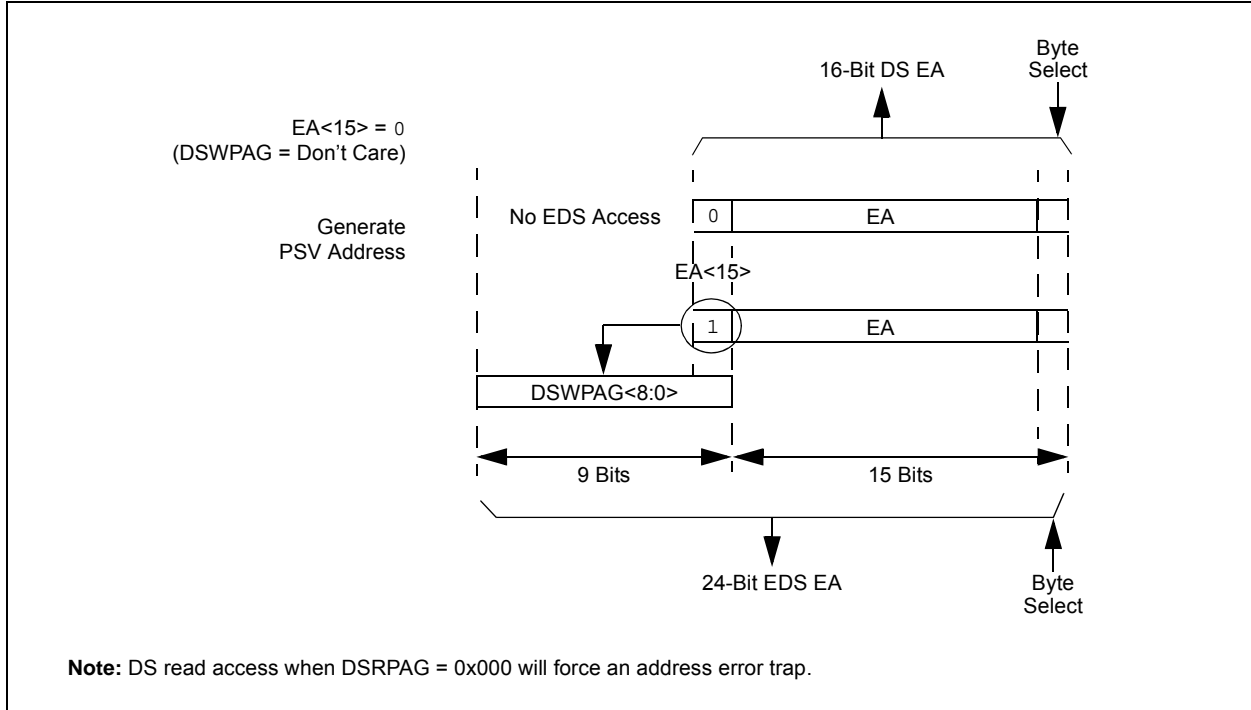 Byte
Select
16-Bit DS EA
EA<15> = 0
(DSWPAG = Don't Care)
No EDS Access
0
EA
Generate
PSV Address
EA<15>
1
EA
DSWPAG<8:0>
9 Bits
15 Bits
24-Bit EDS EA
Byte
Select
Note: DS read access when DSRPAG = 0x000 will force an address error trap.